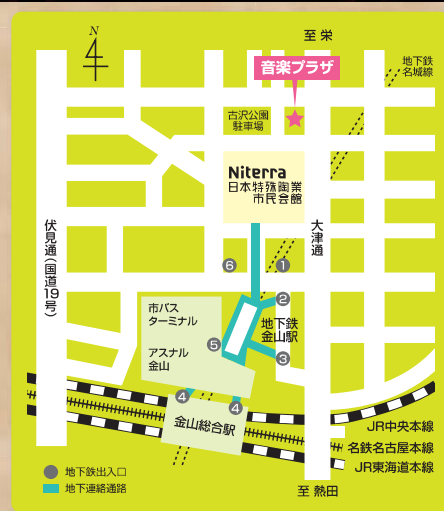 N
至 栄
地下鉄
名城線
音楽プラザ
古沢公園
駐車場
Niterra
日本特殊陶業
市民会館
伏見通(国道19号)
大津通
6
1
2
市バス
ターミナル
地下鉄
金山駅
アスナル
金山
5
3
4
4
金山総合駅
JR中央本線
名鉄名古屋本線
JR東海道本線
地下鉄出入口
地下連絡通路
至 熱田